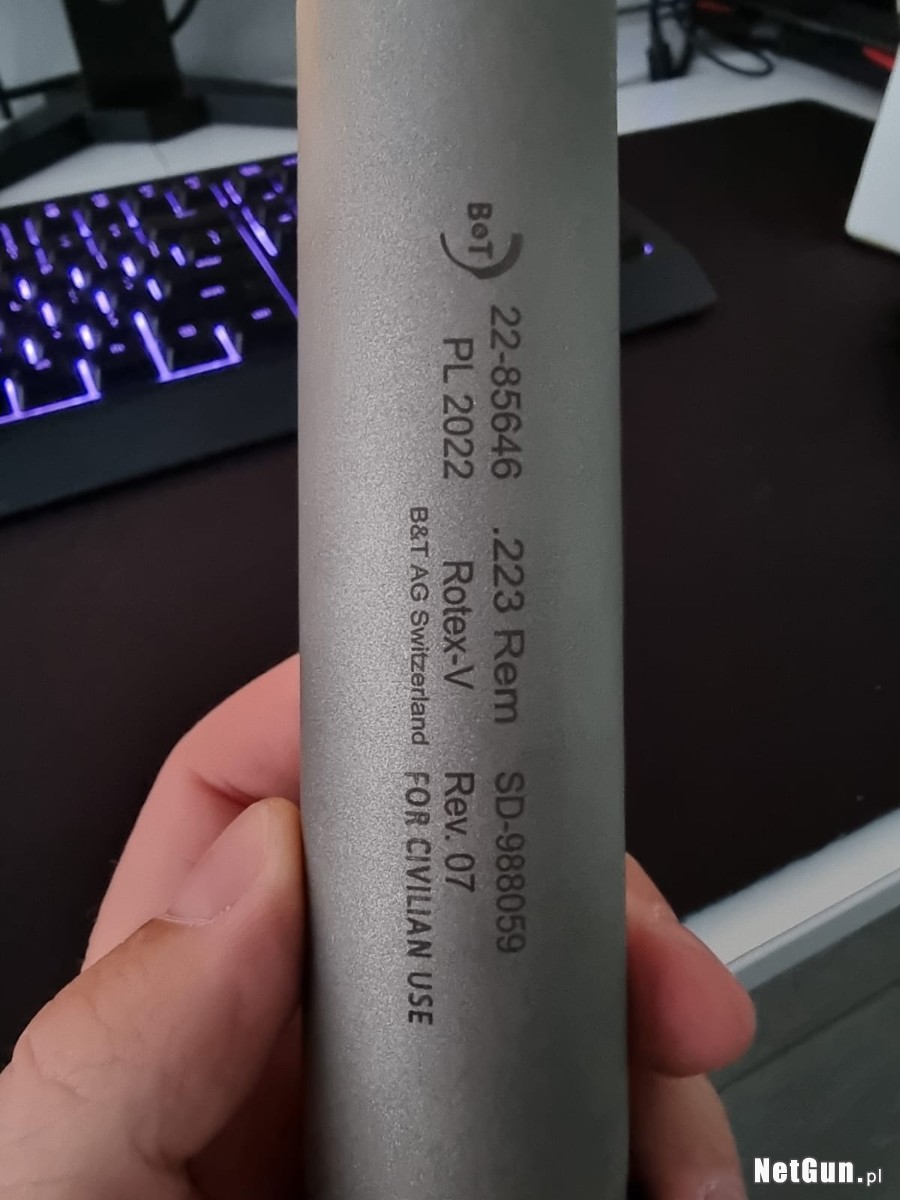 B&T
22-85646 .223 Rem SD-988059
PL 2022 Rotex-V Rev. 07
B&T AG Switzerland FOR CIVILIAN USE
NetGun.pl